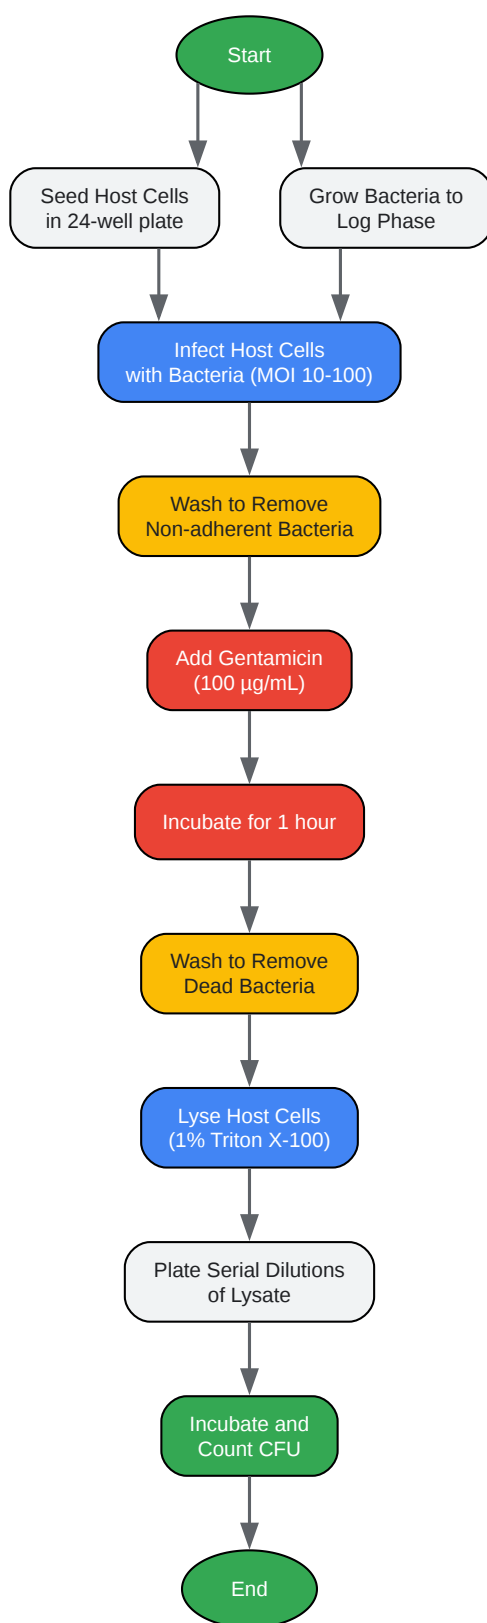 Start
Seed Host Cells
in 24-well plate
Grow Bacteria to
Log Phase
Infect Host Cells
with Bacteria (MOI 10-100)
Wash to Remove
Non-adherent Bacteria
Add Gentamicin
(100 µg/mL)
Incubate for 1 hour
Wash to Remove
Dead Bacteria
Lyse Host Cells
(1% Triton X-100)
Plate Serial Dilutions
of Lysate
Incubate and
Count CFU
End